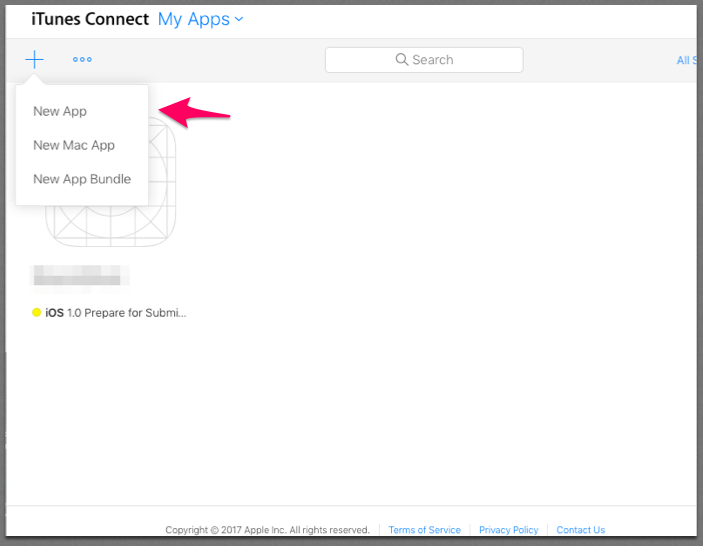 iTunes Connect My Apps
Search
All
New App
New Mac App
New App Bundle
iOS 1.0 Prepare for Submi...
Copyright © 2017 Apple Inc. All rights reserved. Terms of Service Privacy Policy Contact Us